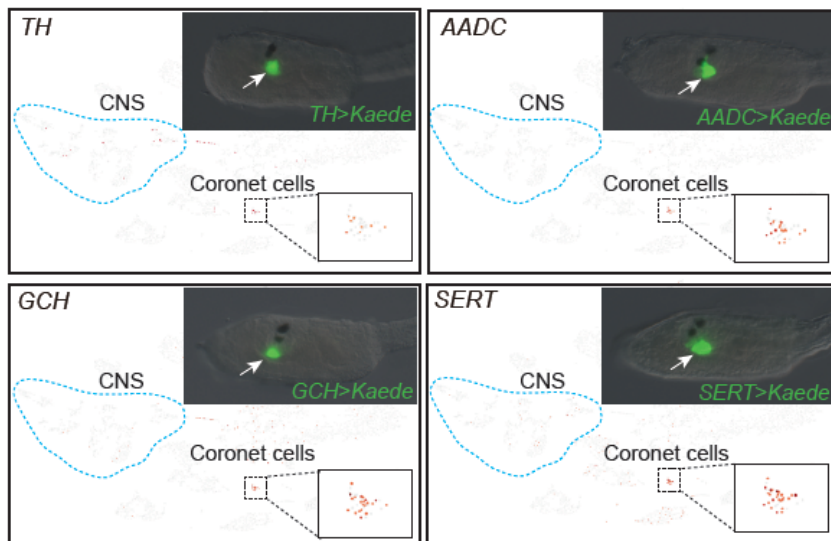 TH
CNS
TH>Kaede
Coronet cells
AADC
CNS
AADC>Kaede
Coronet cells
GCH
CNS
GCH>Kaede
Coronet cells
SERT
CNS
SERT>Kaede
Coronet cells